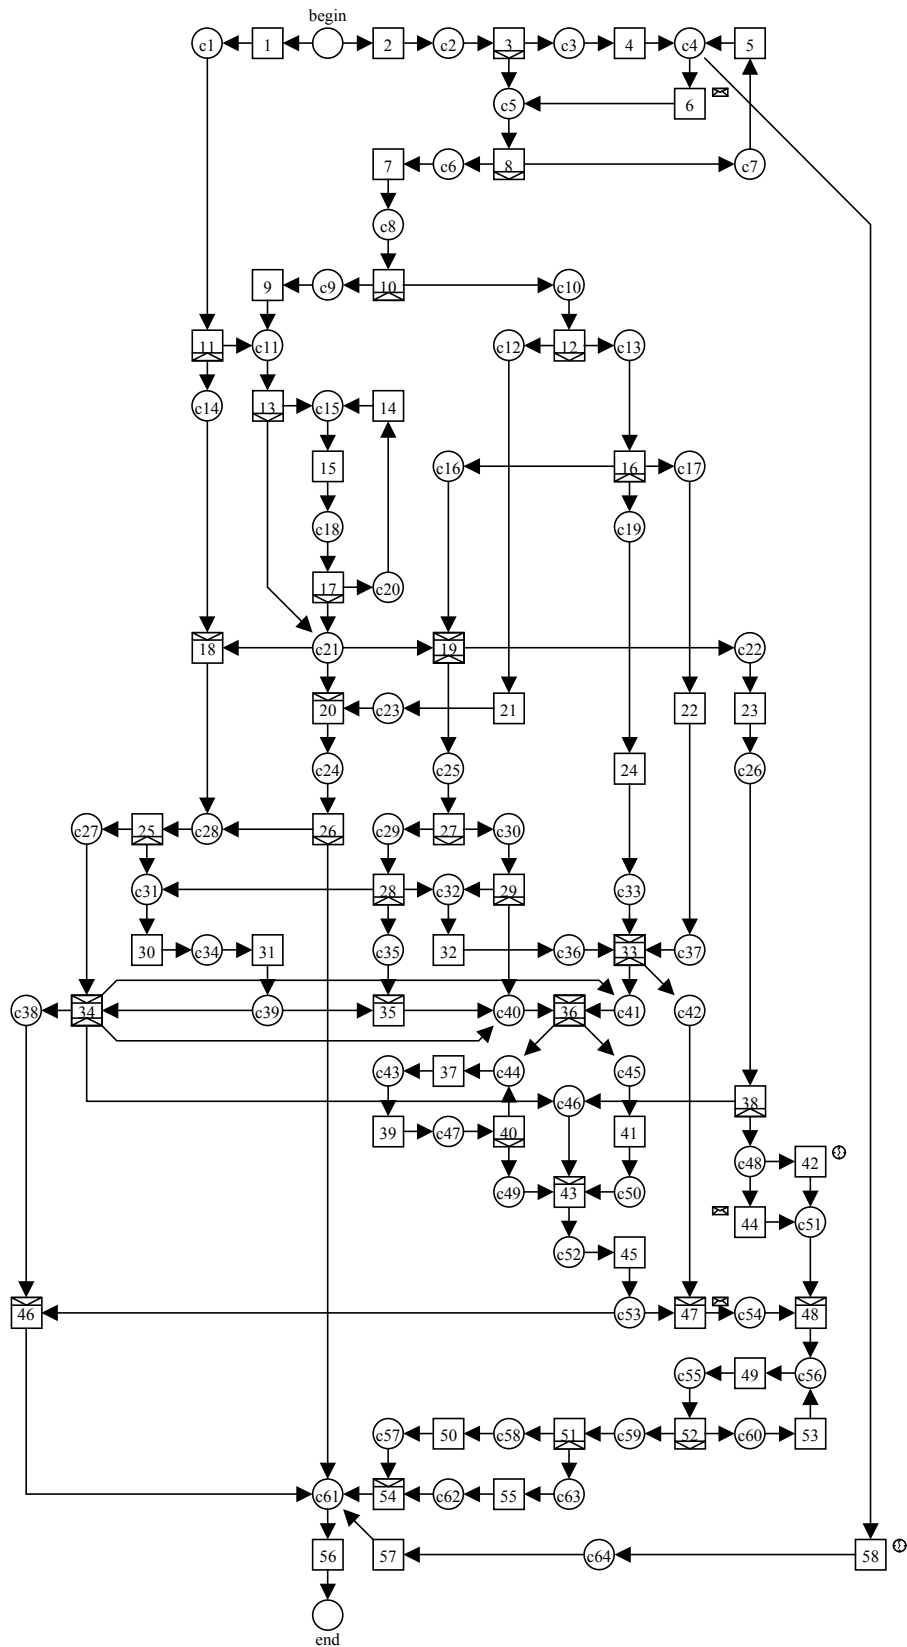 begin
c1 1 2 c2 3 c3 4 c4 5
c5 6
7 c6 8 c7
c8
9 c9 10 c10
11 c11 c12 12 c13
c14 13 c15 14
15 c16 16 c17
c18 c19
17 c20
18 c21 19 c22
20 c23 21 22 23
c24 c25 24 c26
c27 25 c28 26 c29 27 c30
c31 28 c32 29 c33
30 c34 31 c35 32 c36 33 c37
c38 34 c39 35 c40 36 c41 c42
c43 37 c44 c45
c46 38
39 c47 40 41
c48 42
c49 43 c50
44 c51
c52 45
46 c53 47 c54 48
c55 49 c56
c57 50 c58 51 c59 52 c60 53
c61 54 c62 55 c63
56 57 c64 58
end